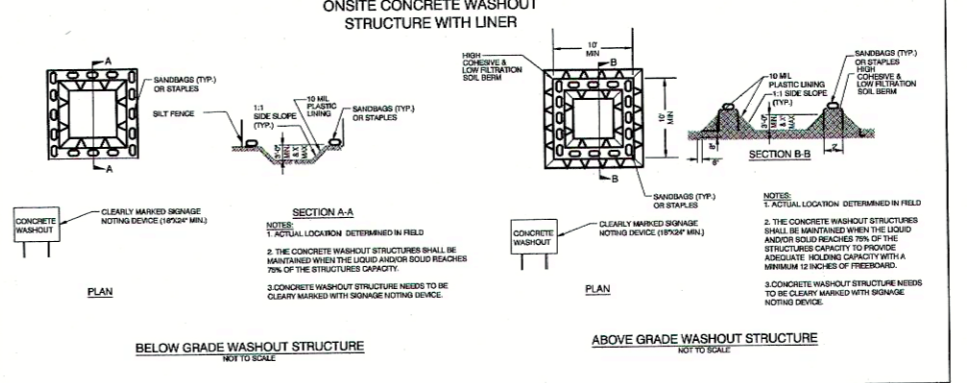 ONSITE CONCRETE WASHOUT
STRUCTURE WITH LINER
A
SANDBAGS (TYP.)
OR STAPLES
A
SILT FENCE
1:1
SIDE SLOPE
(TYP.)
10 MIL
PLASTIC
LINING
SANDBAGS (TYP.)
OR STAPLES
3'-0"
MIN
& X'
MAX
SECTION A-A
CONCRETE
WASHOUT
CLEARLY MARKED SIGNAGE
NOTING DEVICE (18"X24" MIN.)
PLAN
NOTES:
1. ACTUAL LOCATION DETERMINED IN FIELD
2. THE CONCRETE WASHOUT STRUCTURES SHALL BE
MAINTAINED WHEN THE LIQUID AND/OR SOLID REACHES
75% OF THE STRUCTURES CAPACITY.
3.CONCRETE WASHOUT STRUCTURE NEEDS TO BE
CLEARY MARKED WITH SIGNAGE NOTING DEVICE.
BELOW GRADE WASHOUT STRUCTURE
NOT TO SCALE
HIGH
COHESIVE &
LOW FILTRATION
SOIL BERM
10'
MIN
B
10'
MIN
B
SANDBAGS (TYP.)
OR STAPLES
10 MIL
PLASTIC LINING
1:1 SIDE SLOPE
(TYP.)
SANDBAGS (TYP.)
OR STAPLES
HIGH
COHESIVE &
LOW FILTRATION
SOIL BERM
3'-0"
MIN
& X'
MAX
2'
SECTION B-B
CONCRETE
WASHOUT
CLEARLY MARKED SIGNAGE
NOTING DEVICE (18"X24" MIN.)
PLAN
NOTES:
1. ACTUAL LOCATION DETERMINED IN FIELD
2. THE CONCRETE WASHOUT STRUCTURES
SHALL BE MAINTAINED WHEN THE LIQUID
AND/OR SOLID REACHES 75% OF THE
STRUCTURES CAPACITY TO PROVIDE
ADEQUATE HOLDING CAPACITY WITH A
MINIMUM 12 INCHES OF FREEBOARD.
3.CONCRETE WASHOUT STRUCTURE NEEDS
TO BE CLEARY MARKED WITH SIGNAGE
NOTING DEVICE.
ABOVE GRADE WASHOUT STRUCTURE
NOT TO SCALE